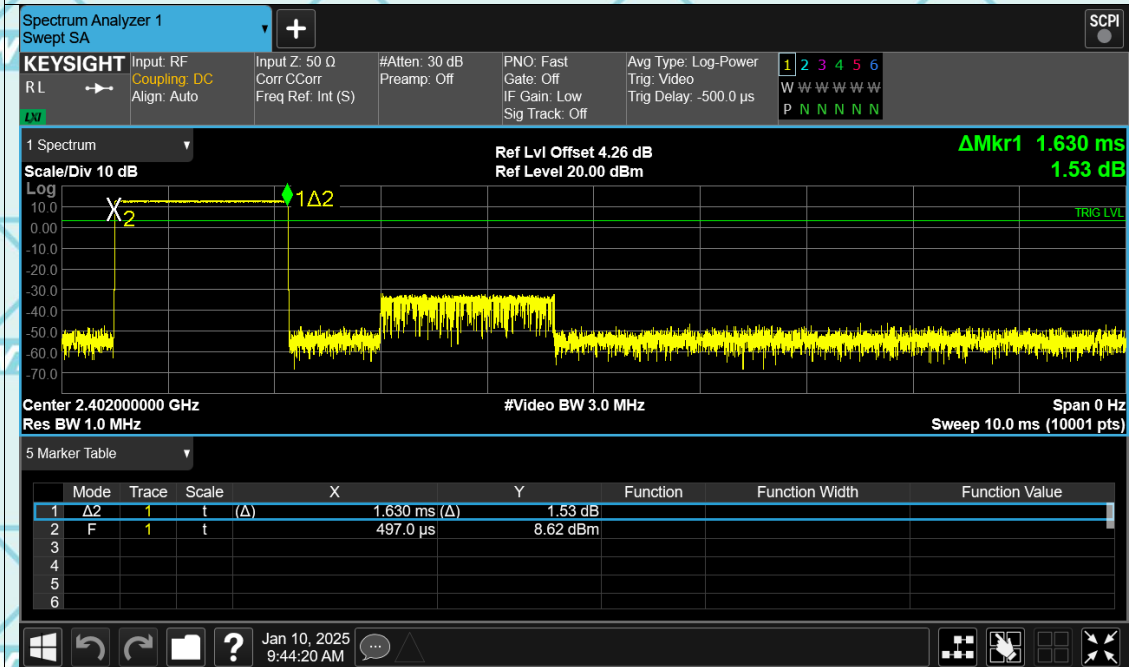 Spectrum Analyzer 1
Swept SA
+
SCPI
KEYSIGHT Input: RF Input Z: 50 Ω #Atten: 30 dB PNO: Fast Avg Type: Log-Power 1 2 3 4 5 6
RL Coupling: DC Corr CCorr Preamp: Off Gate: Off Trig: Video W W W W W W
Align: Auto Freq Ref: Int (S) IF Gain: Low Trig Delay: -500.0 µs P N N N N N
LXI Sig Track: Off
1 Spectrum ΔMkr1 1.630 ms
Ref Lvl Offset 4.26 dB
Scale/Div 10 dB Ref Level 20.00 dBm 1.53 dB
Log
1Δ2
10.0 X2 TRIG LVL
0.00
-10.0
-20.0
-30.0
-40.0
-50.0
-60.0
-70.0
Center 2.402000000 GHz #Video BW 3.0 MHz Span 0 Hz
Res BW 1.0 MHz Sweep 10.0 ms (10001 pts)
5 Marker Table
Mode Trace Scale X Y Function Function Width Function Value
1 Δ2 1 t (Δ) 1.630 ms (Δ) 1.53 dB
2 F 1 t 497.0 µs 8.62 dBm
3
4
5
6
? Jan 10, 2025
9:44:20 AM